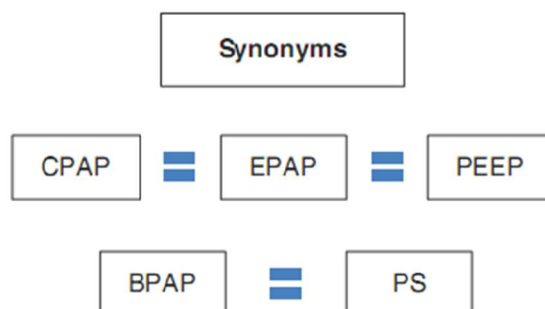 Synonyms
CPAP = EPAP = PEEP
BPAP = PS